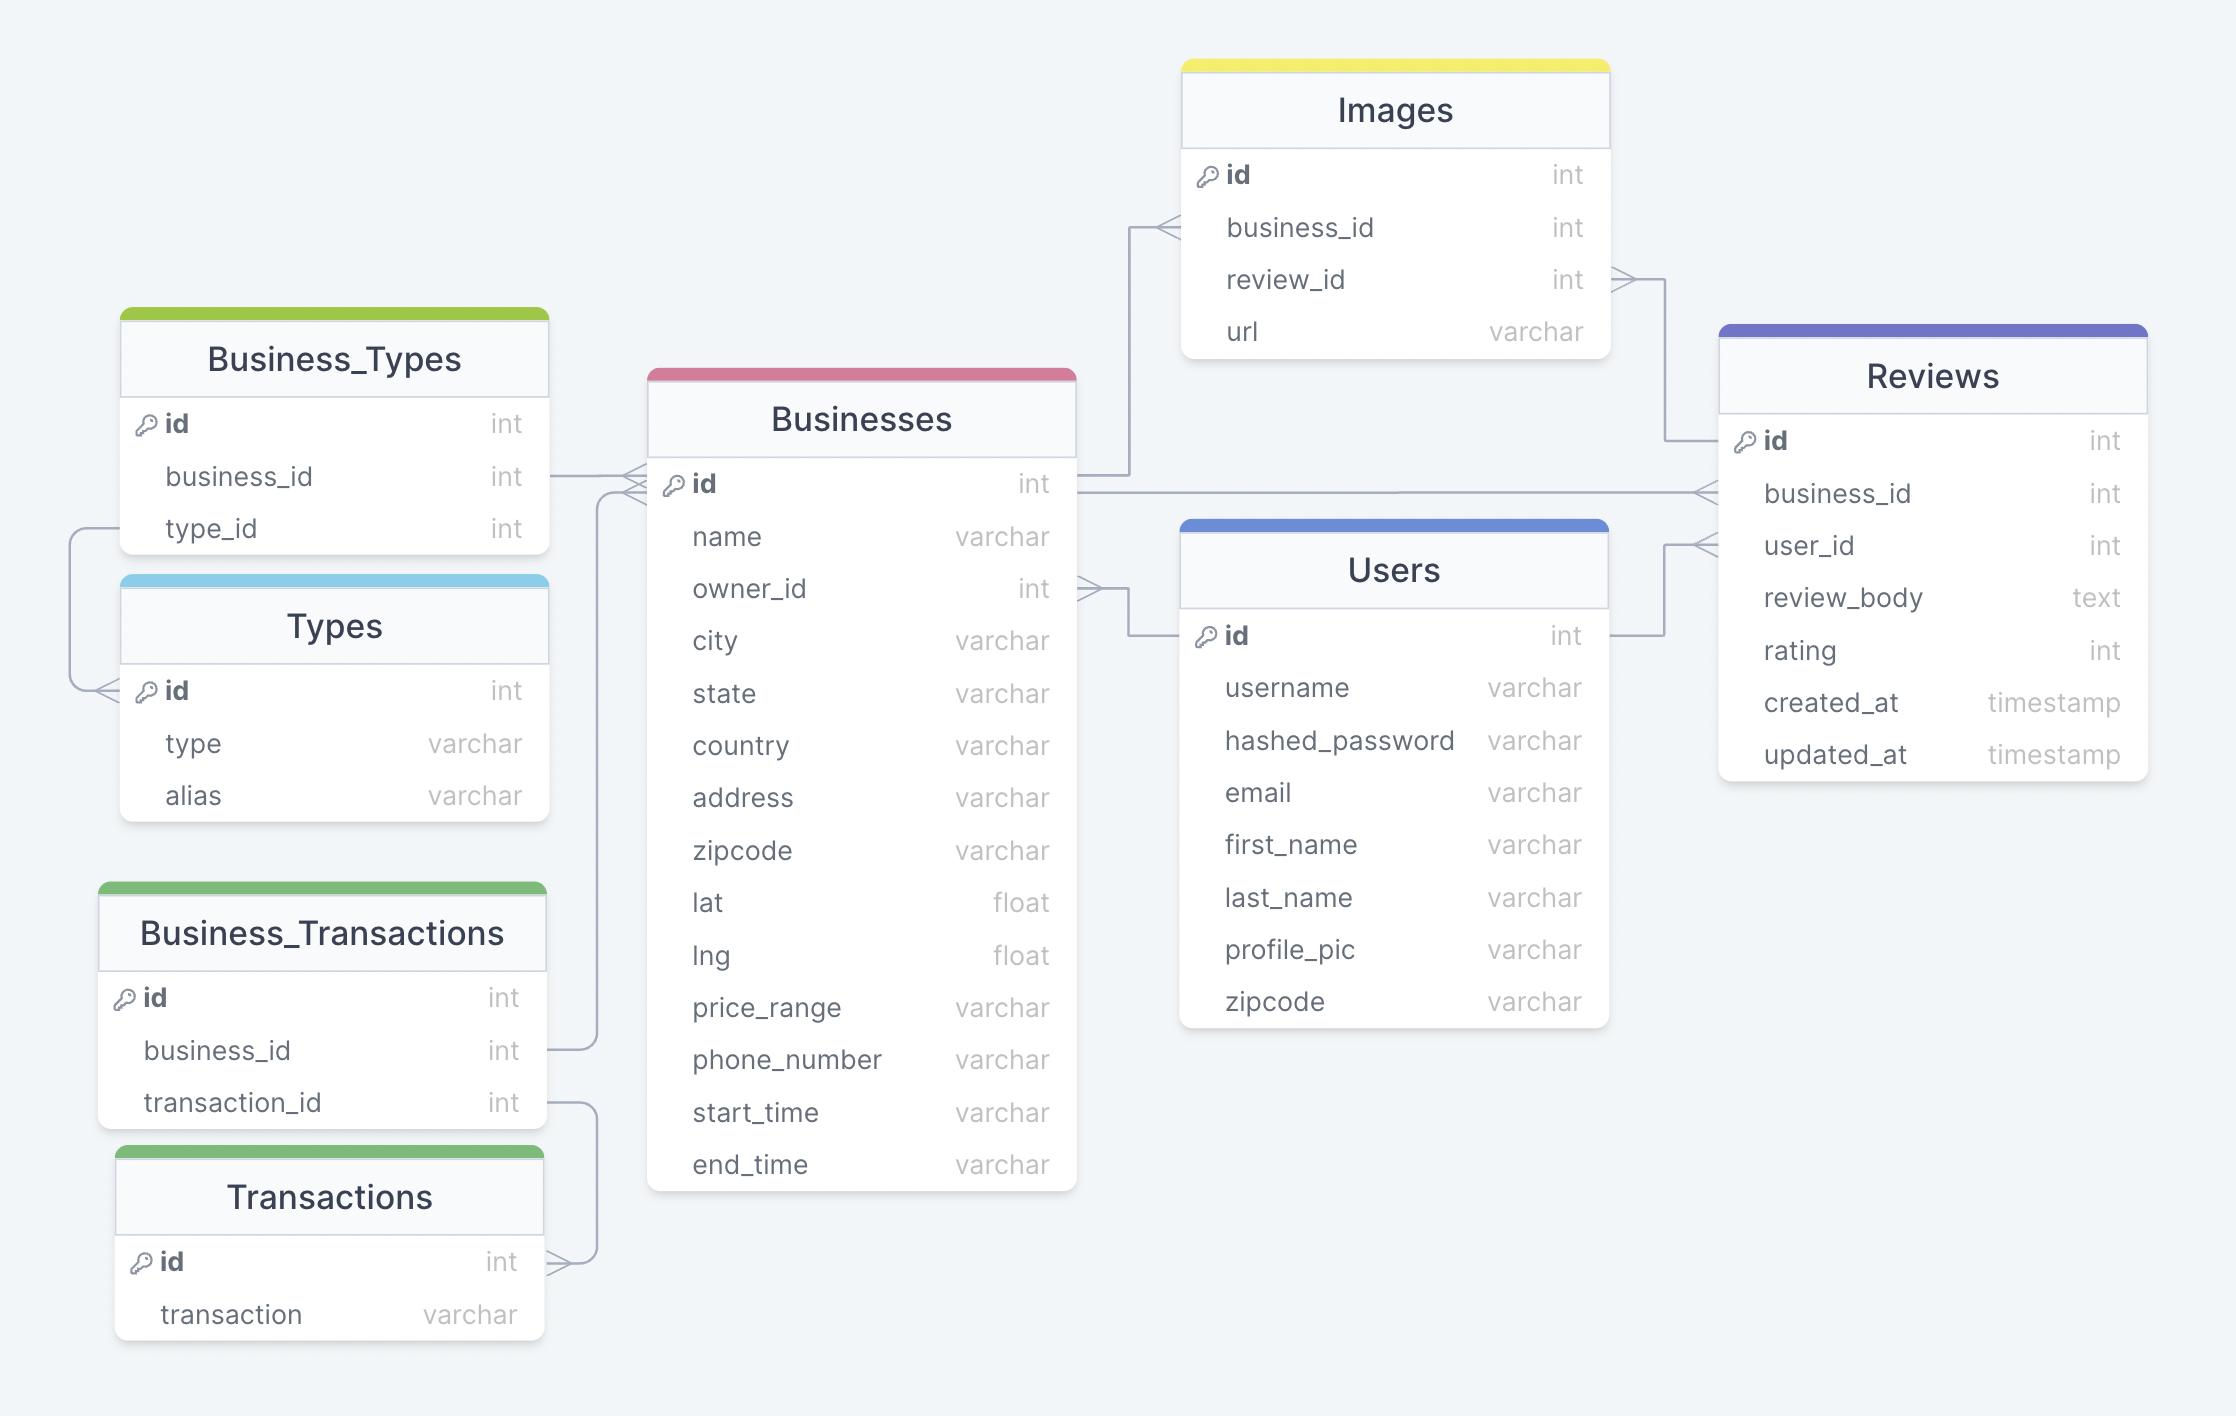 Images
id int
business_id int
review_id int
url varchar
Business_Types
id int
business_id int
type_id int
Types
id int
type varchar
alias varchar
Business_Transactions
id int
business_id int
transaction_id int
Transactions
id int
transaction varchar
Businesses
id int
name varchar
owner_id int
city varchar
state varchar
country varchar
address varchar
zipcode varchar
lat float
lng float
price_range varchar
phone_number varchar
start_time varchar
end_time varchar
Users
id int
username varchar
hashed_password varchar
email varchar
first_name varchar
last_name varchar
profile_pic varchar
zipcode varchar
Reviews
id int
business_id int
user_id int
review_body text
rating int
created_at timestamp
updated_at timestamp